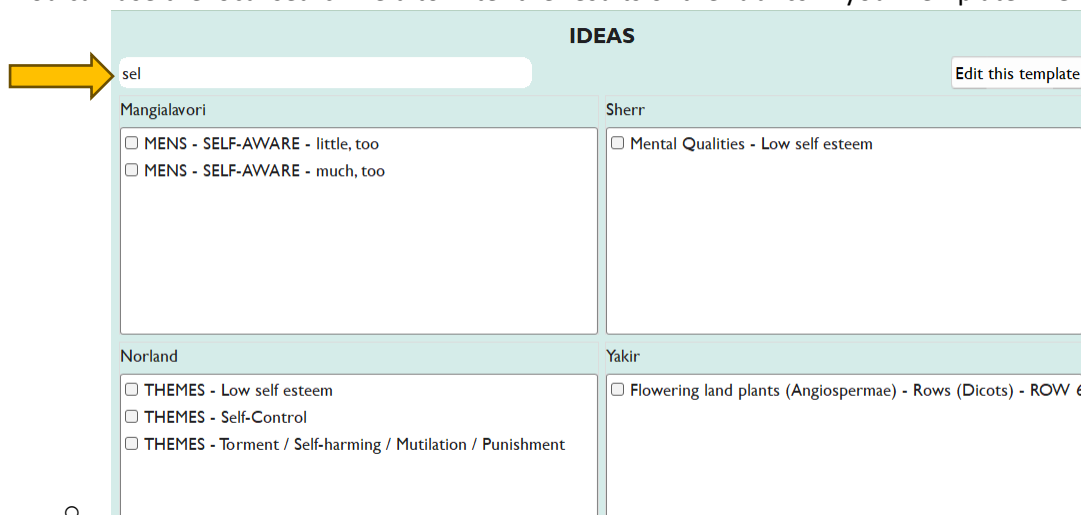 IDEAS
sel
Edit this template
Mangialavori
MENS - SELF-AWARE - little, too
MENS - SELF-AWARE - much, too
Sherr
Mental Qualities - Low self esteem
Norland
THEMES - Low self esteem
THEMES - Self-Control
THEMES - Torment / Self-harming / Mutilation / Punishment
Yakir
Flowering land plants (Angiospermae) - Rows (Dicots) - ROW 6